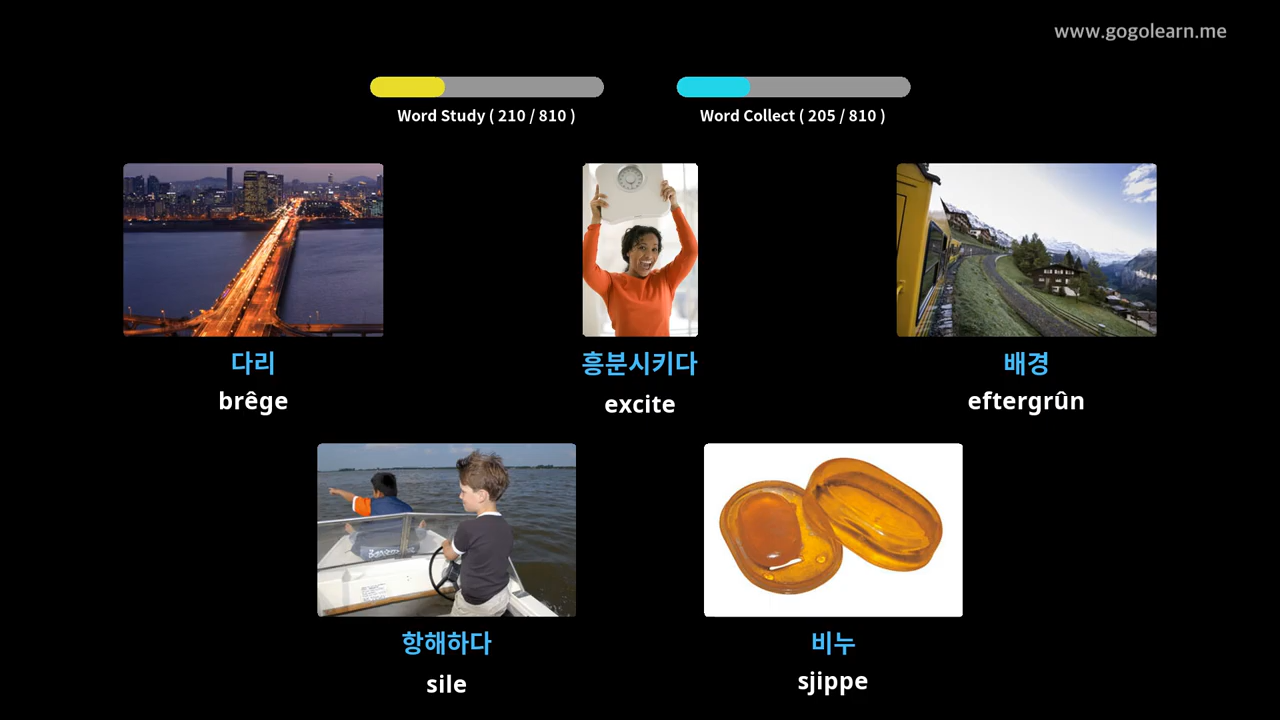 www.gogolearn.me
Word Study ( 210 / 810 )
Word Collect ( 205 / 810 )
다리
brêge
흥분시키다
excite
배경
eftergrûn
항해하다
sile
비누
sjippe